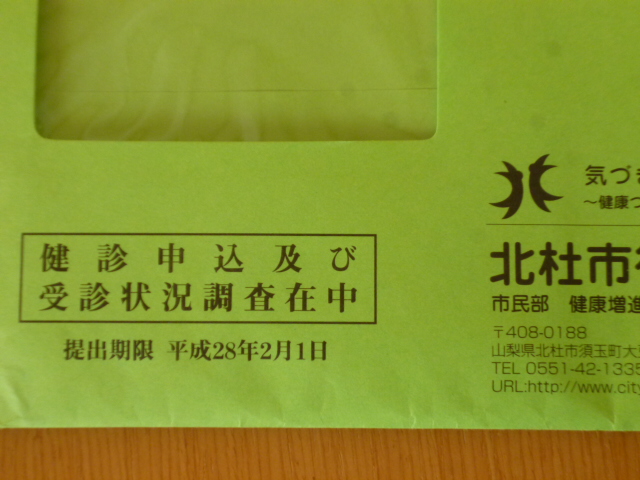 気づ
～健康つ
健診申込及び
受診状況調査在中
北杜市
市民部 健康増進
提出期限 平成28年2月1日
〒408-0188
山梨県北杜市須玉町大
TEL 0551-42-1335
URL:http://www.city